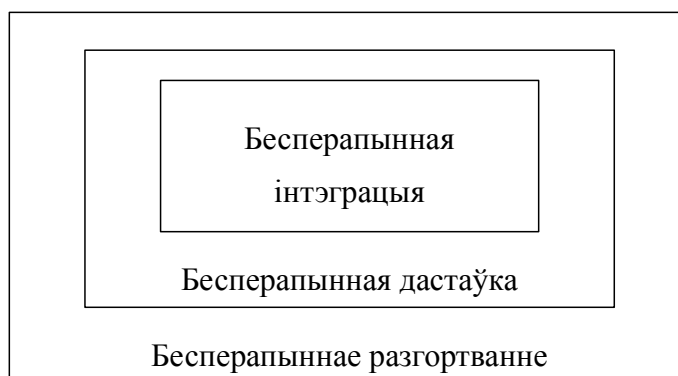 Бесперапынная
інтэграцыя
Бесперапынная дастаўка
Бесперапыннае разгортванне